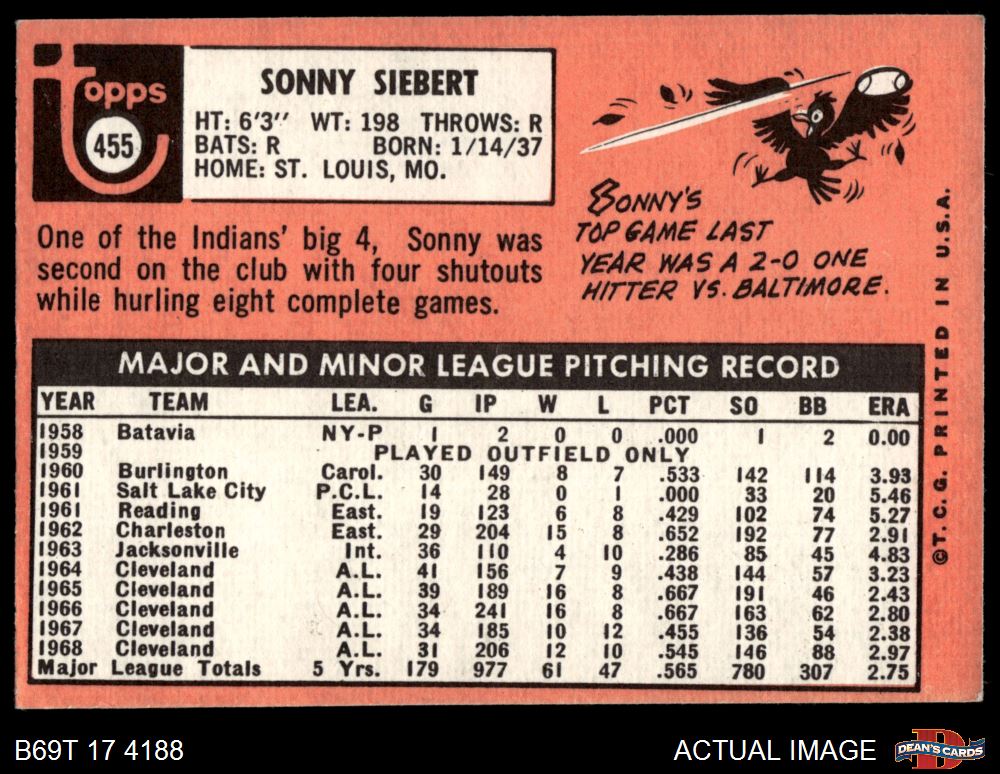 Topps
455
SONNY SIEBERT
HT: 6'3" WT: 198 THROWS: R
BATS: R BORN: 1/14/37
HOME: ST. LOUIS, MO.
One of the Indians' big 4, Sonny was
second on the club with four shutouts
while hurling eight complete games.
SONNY'S
TOP GAME LAST
YEAR WAS A 2-0 ONE
HITTER VS. BALTIMORE.
MAJOR AND MINOR LEAGUE PITCHING RECORD
YEAR TEAM LEA. G IP W L PCT SO BB ERA
1958 Batavia NY-P 1 2 0 0 .000 1 2 0.00
1959 PLAYED OUTFIELD ONLY
1960 Burlington Carol. 30 149 8 7 .533 142 114 3.93
1961 Salt Lake City P.C.L. 14 28 0 1 .000 33 20 5.46
1961 Reading East. 19 123 6 8 .429 102 74 5.27
1962 Charleston East. 29 204 15 8 .652 192 77 2.91
1963 Jacksonville Int. 36 110 4 10 .286 85 45 4.83
1964 Cleveland A.L. 41 156 7 9 .438 144 57 3.23
1965 Cleveland A.L. 39 189 16 8 .667 191 46 2.43
1966 Cleveland A.L. 34 241 16 8 .667 163 62 2.80
1967 Cleveland A.L. 34 185 10 12 .455 136 54 2.38
1968 Cleveland A.L. 31 206 12 10 .545 146 88 2.97
Major League Totals 5 Yrs. 179 977 61 47 .565 780 307 2.75
©T.C.G. PRINTED IN U.S.A.
B69T 17 4188
ACTUAL IMAGE
DEAN'S CARDS